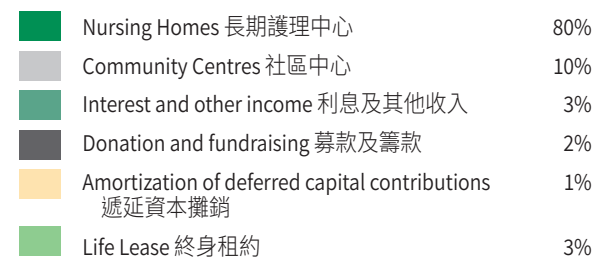 Nursing Homes 長期護理中心 80%
Community Centres 社區中心 10%
Interest and other income 利息及其他收入 3%
Donation and fundraising 募款及籌款 2%
Amortization of deferred capital contributions 1%
遞延資本攤銷
Life Lease 終身租約 3%